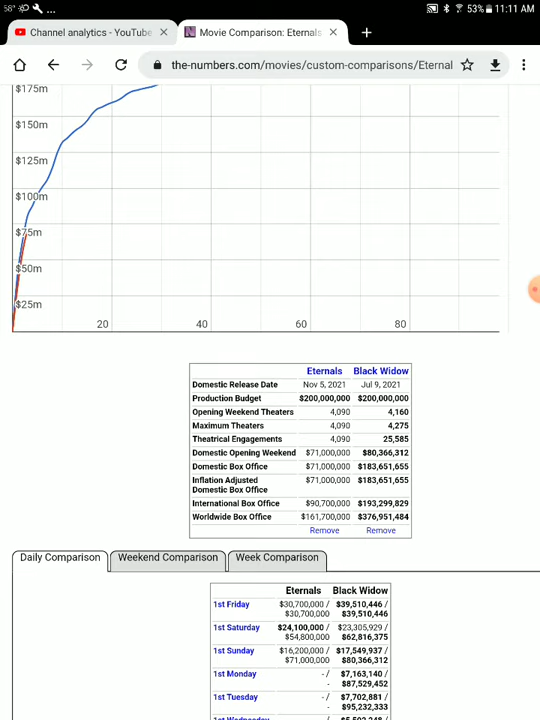 58° ... 53% 11:11 AM
Channel analytics - YouTube × Movie Comparison: Eternals × +
the-numbers.com/movies/custom-comparisons/Eternal
$175m
$150m
$125m
$100m
$75m
$50m
$25m
20 40 60 80
Eternals Black Widow
Domestic Release Date Nov 5, 2021 Jul 9, 2021
Production Budget $200,000,000 $200,000,000
Opening Weekend Theaters 4,090 4,160
Maximum Theaters 4,090 4,275
Theatrical Engagements 4,090 25,585
Domestic Opening Weekend $71,000,000 $80,366,312
Domestic Box Office $71,000,000 $183,651,655
Inflation Adjusted $71,000,000 $183,651,655
Domestic Box Office
International Box Office $90,700,000 $193,299,829
Worldwide Box Office $161,700,000 $376,951,484
Remove Remove
Daily Comparison Weekend Comparison Week Comparison
Eternals Black Widow
1st Friday $30,700,000 / $39,510,446 /
$30,700,000 $39,510,446
1st Saturday $24,100,000 / $23,305,929 /
$54,800,000 $62,816,375
1st Sunday $16,200,000 / $17,549,937 /
$71,000,000 $80,366,312
1st Monday - / $7,163,140 /
- $87,529,452
1st Tuesday - / $7,702,881 /
- $95,232,333